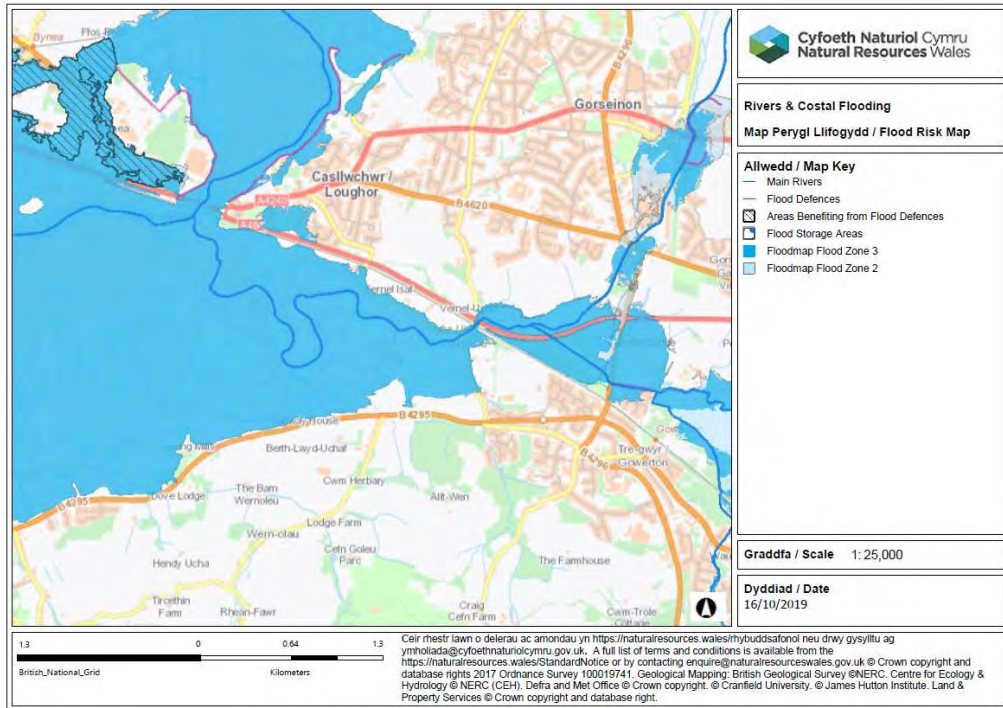 Bynea
Ffos
B4296
Gorseinon
Casllwchwr /
Loughor
A4240
B4620
Vernel
B4295
Berth-Lwyd-Uchaf
Tre-gwyr
Gowerton
B4296
Cwm Herbary
Allt-Wen
Dove Lodge
The Barn
Wernoleu
B4295
Lodge Farm
Wern-olau
Cefn Goleu
Parc
The Farmhouse
Hendy Ucha
Tircethin
Farm
Rhean-Fawr
Craig
Cefn Farm
Cwm-Trole
Cottage
Cyfoeth Naturiol Cymru
Natural Resources Wales
Rivers & Costal Flooding
Map Perygl Llifogydd / Flood Risk Map
Allwedd / Map Key
Main Rivers
Flood Defences
Areas Benefiting from Flood Defences
Flood Storage Areas
Floodmap Flood Zone 3
Floodmap Flood Zone 2
Graddfa / Scale 1:25,000
Dyddiad / Date
16/10/2019
1.3 0 0.64 1.3
British_National_Grid Kilometers
Ceir rhestr lawn o delerau ac amondau yn https://naturalresources.wales/rhybuddsafonol neu drwy gysylltu ag
ymholiada@cyfoethnaturiolcymru.gov.uk. A full list of terms and condiitions is available from the
https://naturalresources.wales/StandardNotice or by contacting enquire@naturalresourceswales.gov.uk © Crown copyright and
database rights 2017 Ordnance Survey 100019741. Geological Mapping: British Geological Survey ©NERC. Centre for Ecology &
Hydrology © NERC (CEH). Defra and Met Office © Crown copyright. © Cranfield University. © James Hutton Institute. Land &
Property Services © Crown copyright and database right.